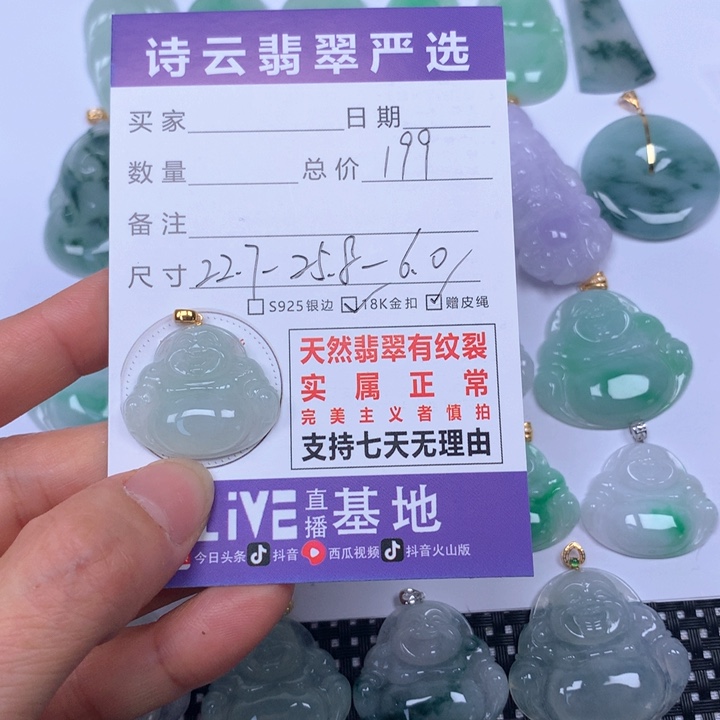 诗云翡翠严选
买家 日期
数量 总价 199
备注
尺寸 22.7-25.8-6.0
S925银边 18K金扣 赠皮绳
天然翡翠有纹裂
实属正常
完美主义者慎拍
支持七天无理由
LiVE 直播 基地
今日头条 抖音 西瓜视频 抖音火山版